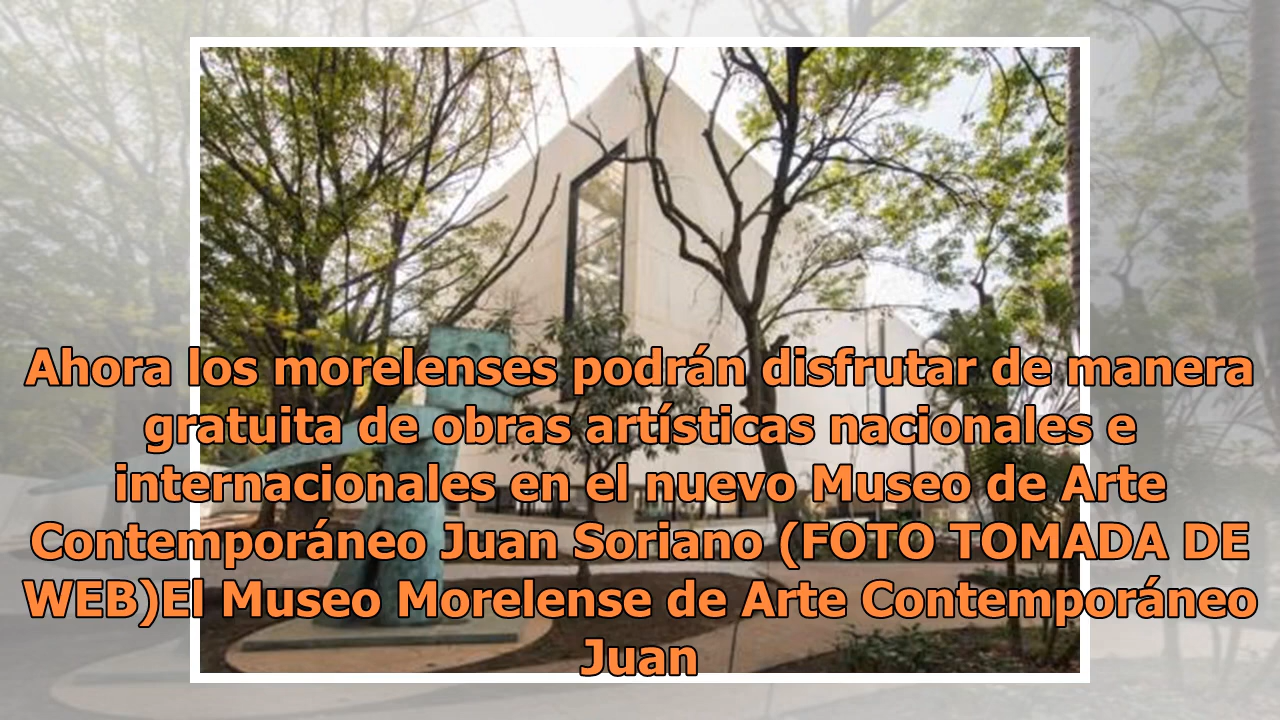 Ahora los morelenses podrán disfrutar de manera
gratuita de obras artísticas nacionales e
internacionales en el nuevo Museo de Arte
Contemporáneo Juan Soriano (FOTO TOMADA DE
WEB)El Museo Morelense de Arte Contemporáneo
Juan